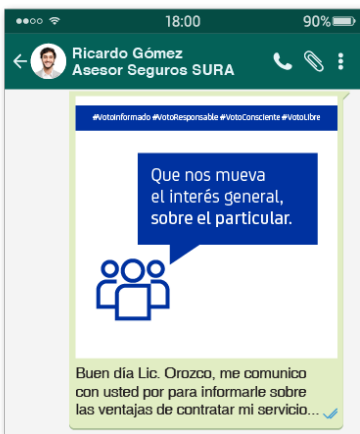 18:00
90%
Ricardo Gómez
Asesor Seguros SURA
#VotoInformado #VotoResponsable #VotoConsciente #VotoLibre
Que nos mueva
el interés general,
sobre el particular.
Buen día Lic. Orozco, me comunico
con usted por para informarle sobre
las ventajas de contratar mi servicio...